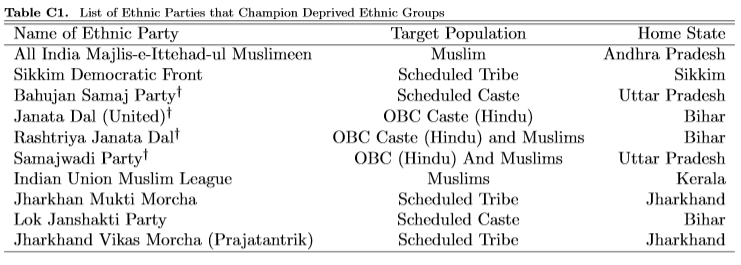 Table C1. List of Ethnic Parties that Champion Deprived Ethnic Groups
Name of Ethnic Party Target Population Home State
All India Majlis-e-Ittehad-ul Muslimeen Muslim Andhra Pradesh
Sikkim Democratic Front Scheduled Tribe Sikkim
Bahujan Samaj Party† Scheduled Caste Uttar Pradesh
Janata Dal (United)† OBC Caste (Hindu) Bihar
Rashtriya Janata Dal† OBC Caste (Hindu) and Muslims Bihar
Samajwadi Party† OBC (Hindu) And Muslims Uttar Pradesh
Indian Union Muslim League Muslims Kerala
Jharkhan Mukti Morcha Scheduled Tribe Jharkhand
Lok Janshakti Party Scheduled Caste Bihar
Jharkhand Vikas Morcha (Prajatantrik) Scheduled Tribe Jharkhand